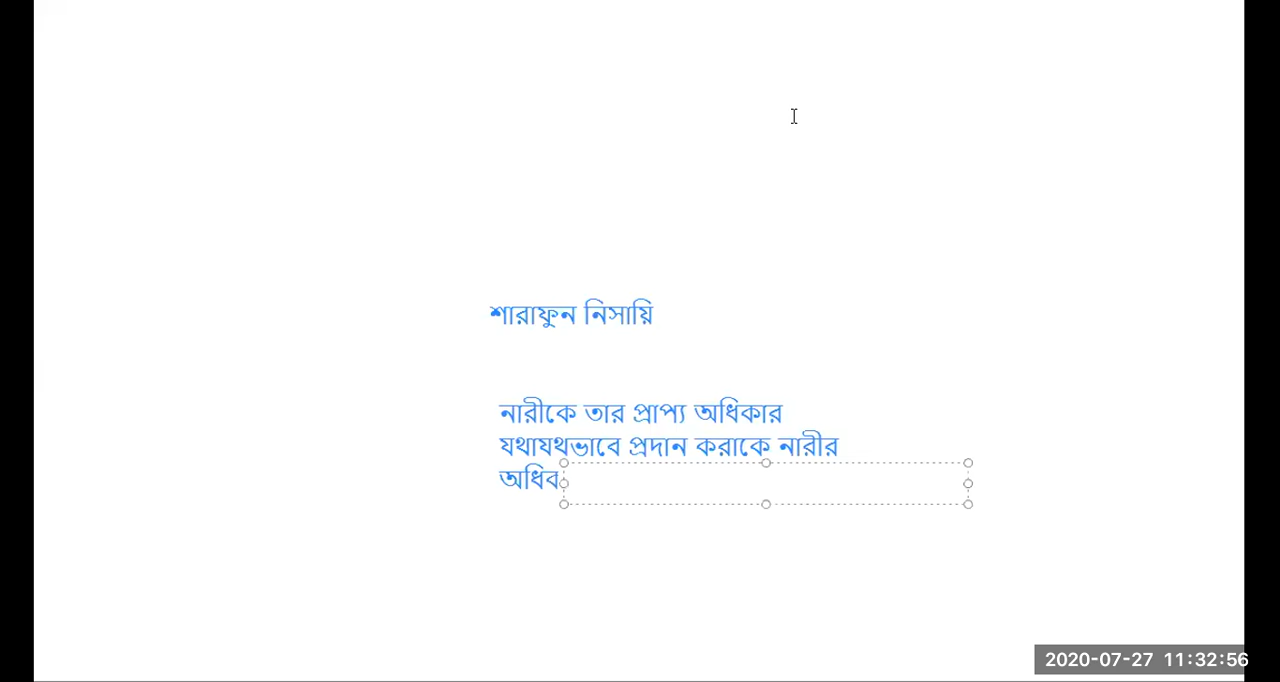 শারাফুন নিসায়ি
নারীকে তার প্রাপ্য অধিকার
যথাযথভাবে প্রদান করাকে নারীর
2020-07-27 11:32:56